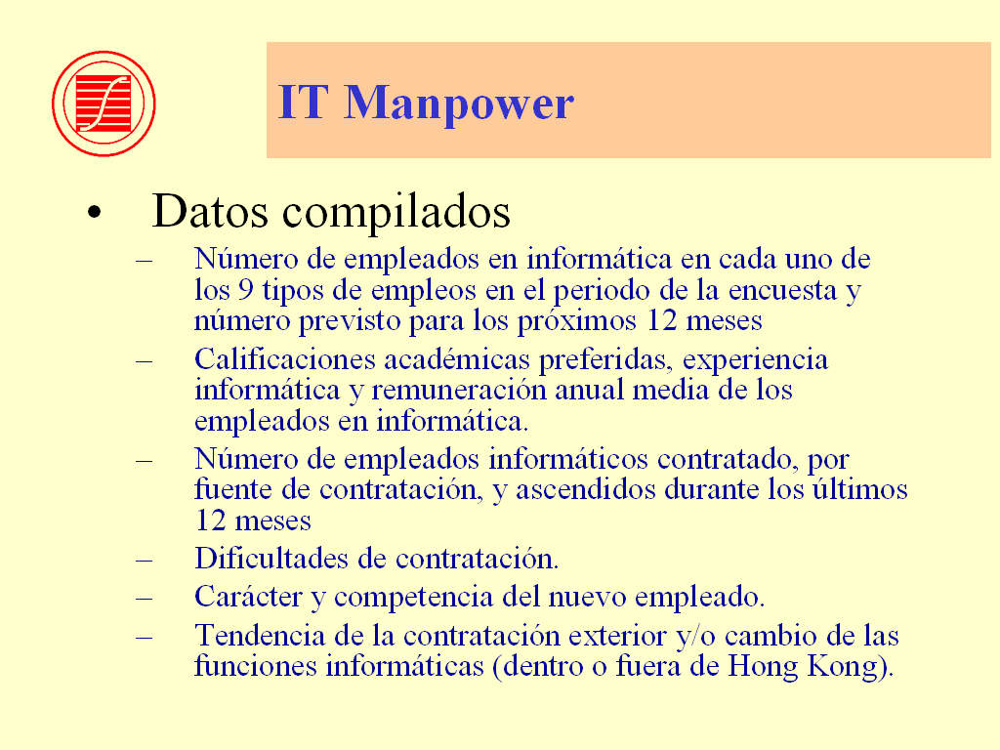 IT Manpower
• Datos compilados
– Número de empleados en informática en cada uno de
los 9 tipos de empleos en el periodo de la encuesta y
número previsto para los próximos 12 meses
– Calificaciones académicas preferidas, experiencia
informática y remuneración anual media de los
empleados en informática.
– Número de empleados informáticos contratado, por
fuente de contratación, y ascendidos durante los últimos
12 meses
– Dificultades de contratación.
– Carácter y competencia del nuevo empleado.
– Tendencia de la contratación exterior y/o cambio de las
funciones informáticas (dentro o fuera de Hong Kong).